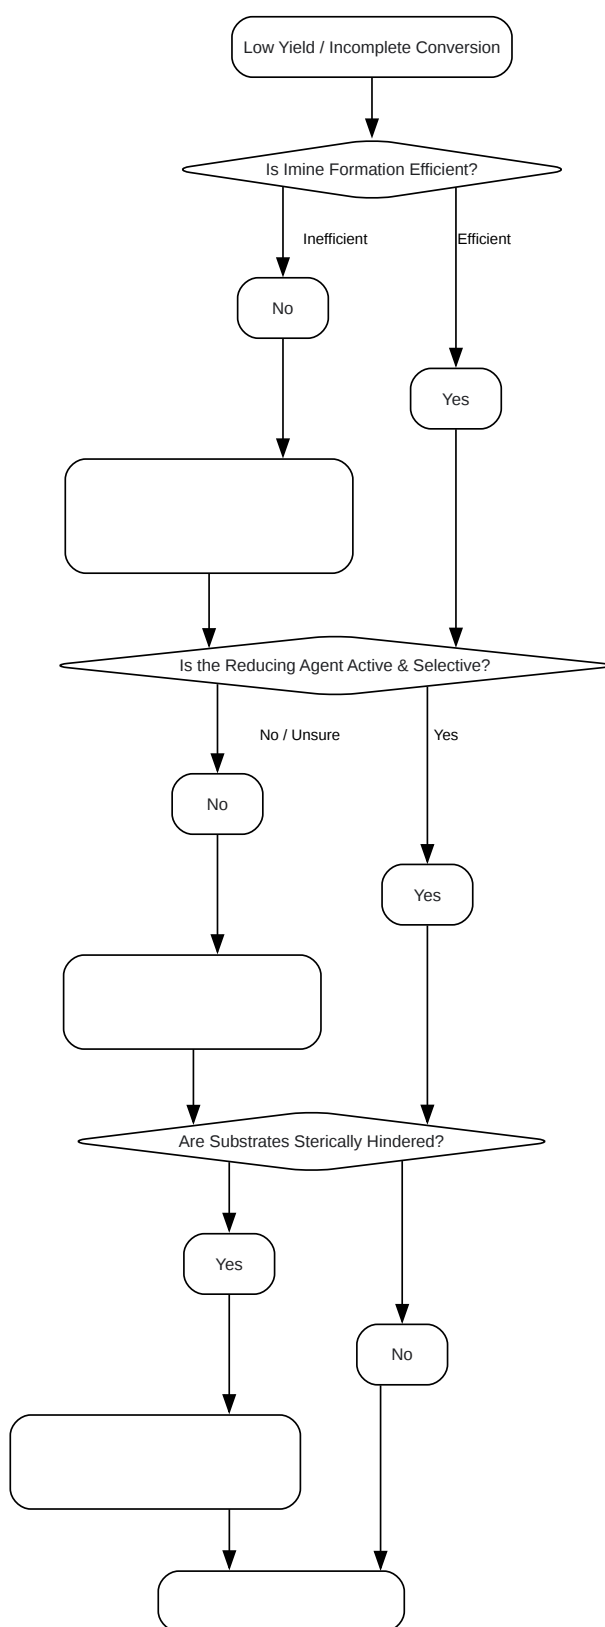 Low Yield / Incomplete Conversion
Is Imine Formation Efficient?
Inefficient
Efficient
No
Yes
Is the Reducing Agent Active & Selective?
No / Unsure
Yes
No
Yes
Are Substrates Sterically Hindered?
Yes
No